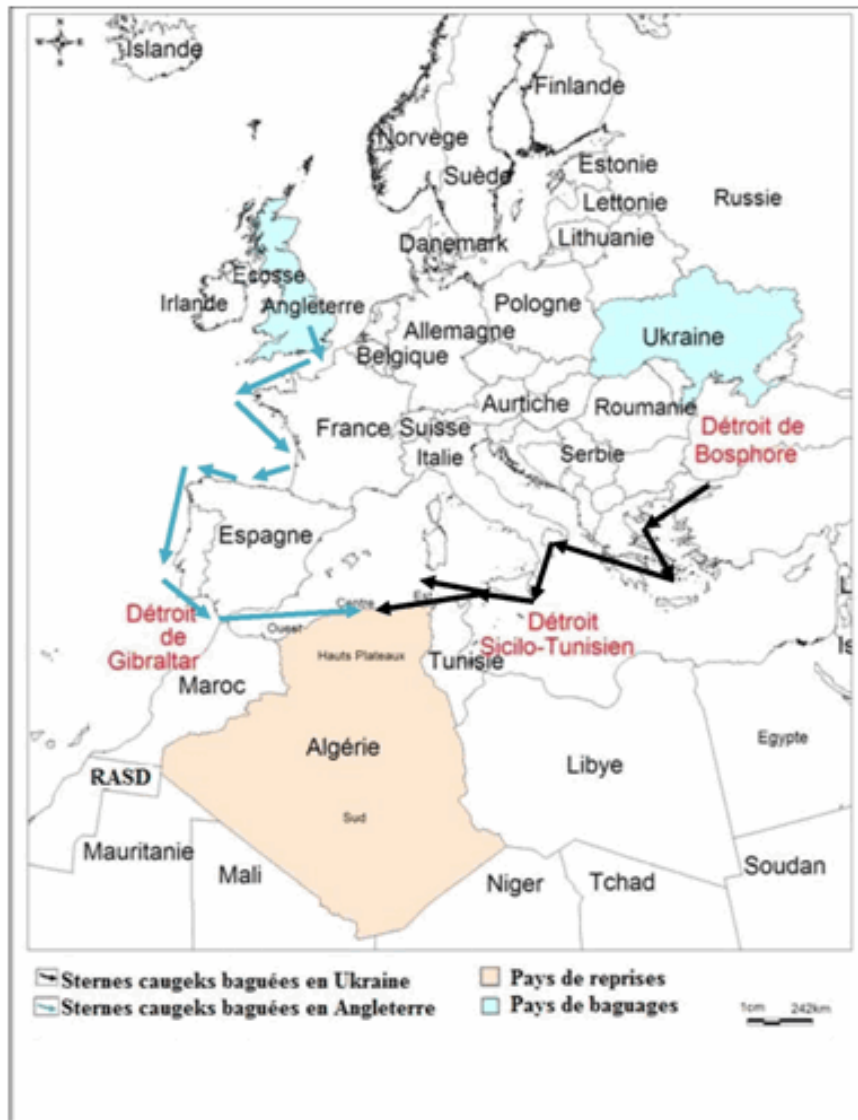 Islande
Finlande
Norvège
Suède
Estonie
Russie
Lettonie
Danemark
Lithuanie
Ecosse
Irlande
Angleterre
Pologne
Allemagne
Ukraine
Belgique
Aurtiche
Roumanie
France
Suisse
Détroit de
Bosphore
Italie
Serbie
Espagne
Centre
Est
Détroit
de
Gibraltar
Ouest
Détroit
Sicilo-Tunisien
Hauts Plateaux
Tunisie
Maroc
Algérie
Libye
Egypte
RASD
Sud
Mauritanie
Mali
Niger
Tchad
Soudan
Sternes caugeks baguées en Ukraine
Pays de reprises
Sternes caugeks baguées en Angleterre
Pays de baguages
1cm 242km